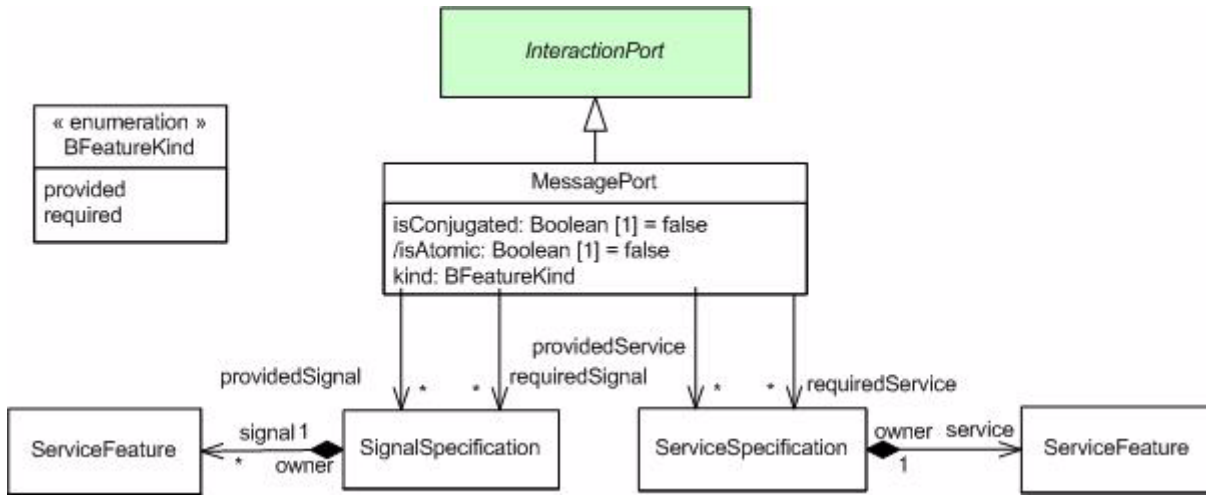 InteractionPort
« enumeration »
BFeatureKind
provided
required
MessagePort
isConjugated: Boolean [1] = false
/isAtomic: Boolean [1] = false
kind: BFeatureKind
providedSignal
*
*
requiredSignal
providedService
*
*
requiredService
ServiceFeature
signal
*
1
owner
SignalSpecification
ServiceSpecification
owner
1
service
ServiceFeature